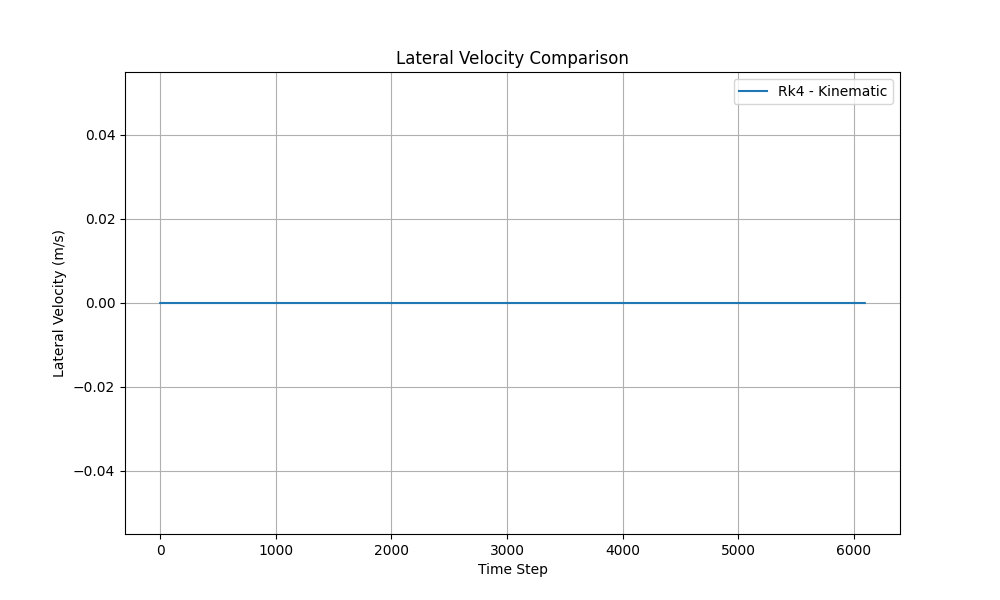 Lateral Velocity Comparison
Rk4 - Kinematic
0.04
0.02
0.00
−0.02
−0.04
Lateral Velocity (m/s)
0 1000 2000 3000 4000 5000 6000
Time Step